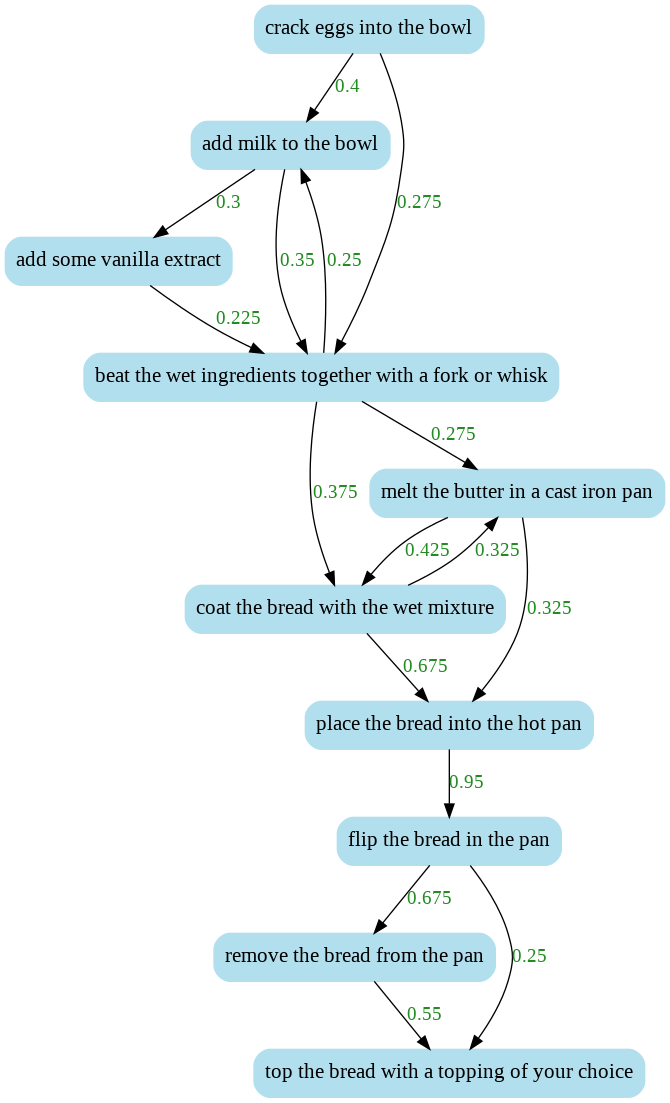 crack eggs into the bowl
0.4
add milk to the bowl
0.3
0.275
add some vanilla extract
0.35
0.25
0.225
beat the wet ingredients together with a fork or whisk
0.275
0.375
melt the butter in a cast iron pan
0.425
0.325
coat the bread with the wet mixture
0.325
0.675
place the bread into the hot pan
0.95
flip the bread in the pan
0.675
remove the bread from the pan
0.25
0.55
top the bread with a topping of your choice